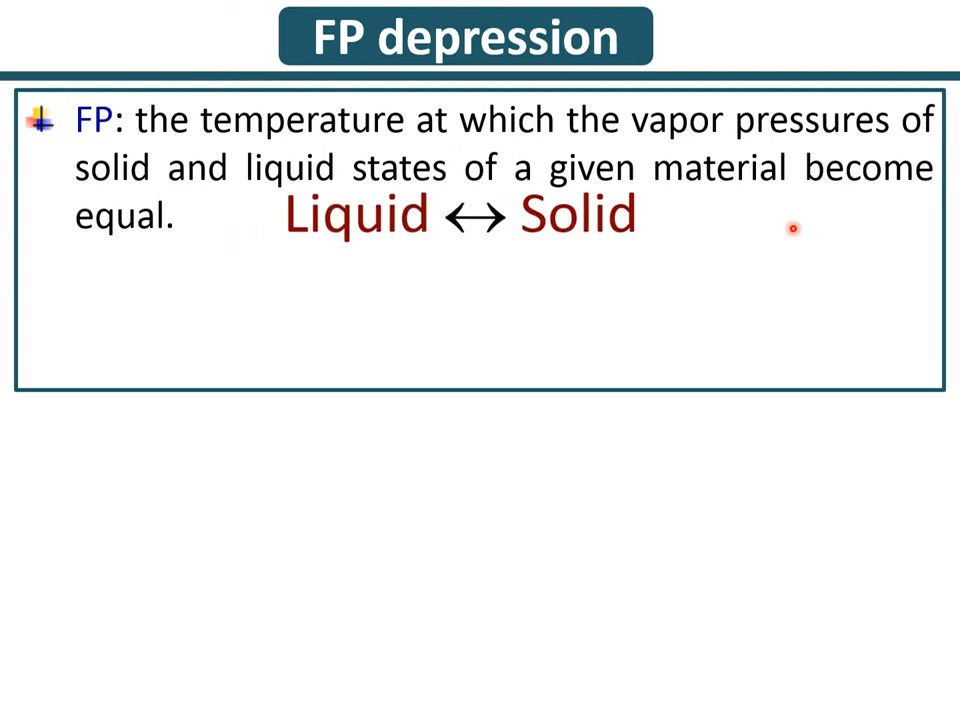 FP depression
FP: the temperature at which the vapor pressures of
solid and liquid states of a given material become
equal. Liquid ↔ Solid